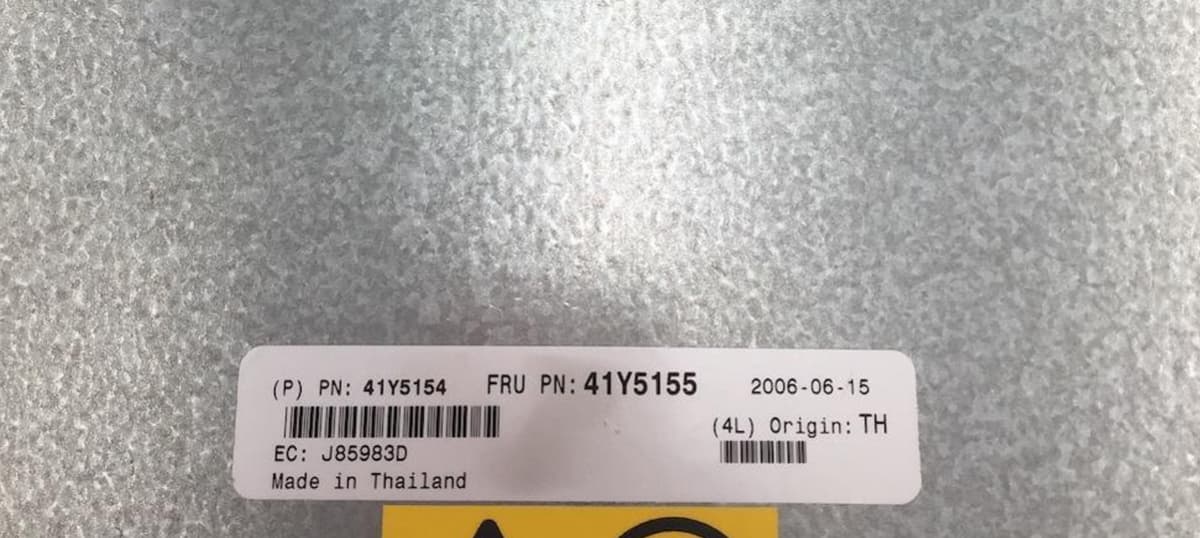 (P) PN: 41Y5154 FRU PN: 41Y5155 2006-06-15
(4L) Origin: TH
EC: J85983D
Made in Thailand